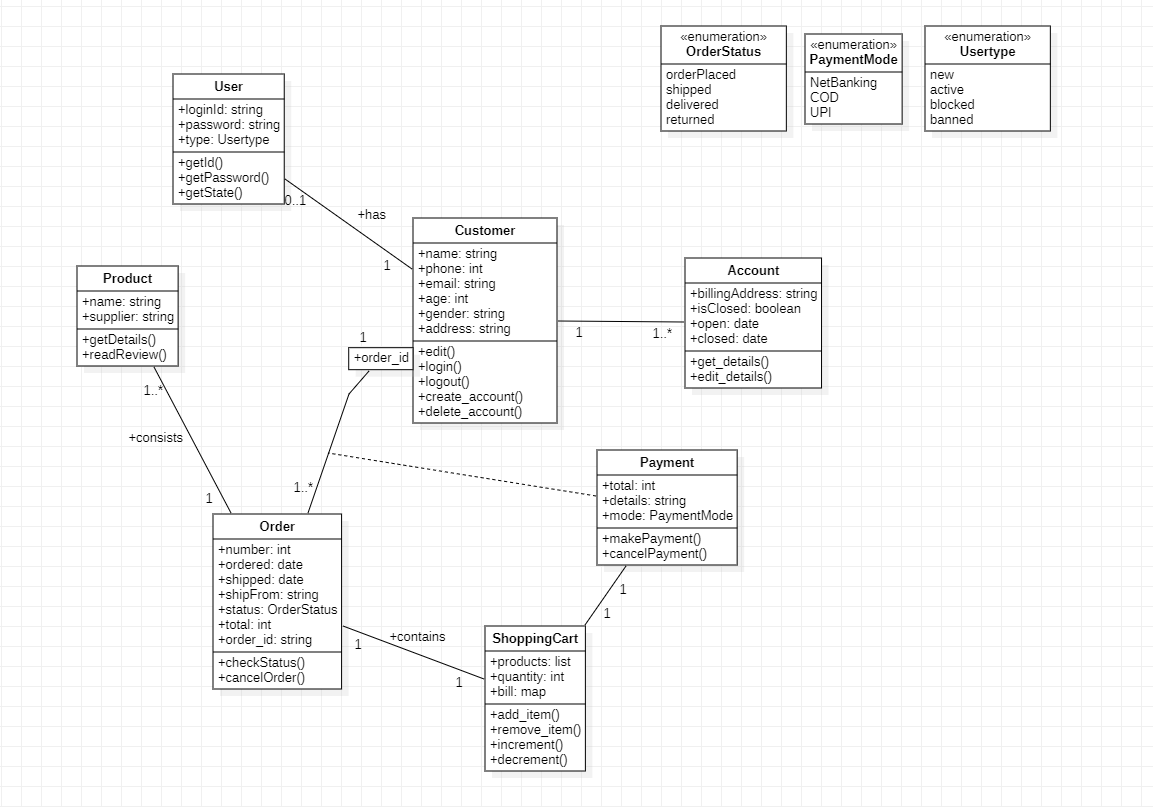 «enumeration»
OrderStatus
orderPlaced
shipped
delivered
returned
«enumeration»
PaymentMode
NetBanking
COD
UPI
«enumeration»
Usertype
new
active
blocked
banned
User
+loginId: string
+password: string
+type: Usertype
+getId()
+getPassword()
+getState()
0..1
+has
1
Customer
+name: string
+phone: int
+email: string
+age: int
+gender: string
+address: string
+edit()
+login()
+logout()
+create_account()
+delete_account()
1
1..*
Account
+billingAddress: string
+isClosed: boolean
+open: date
+closed: date
+get_details()
+edit_details()
Product
+name: string
+supplier: string
+getDetails()
+readReview()
1..*
+consists
1
1
+order_id
1..*
Payment
+total: int
+details: string
+mode: PaymentMode
+makePayment()
+cancelPayment()
1
1
Order
+number: int
+ordered: date
+shipped: date
+shipFrom: string
+status: OrderStatus
+total: int
+order_id: string
+checkStatus()
+cancelOrder()
1
+contains
1
ShoppingCart
+products: list
+quantity: int
+bill: map
+add_item()
+remove_item()
+increment()
+decrement()